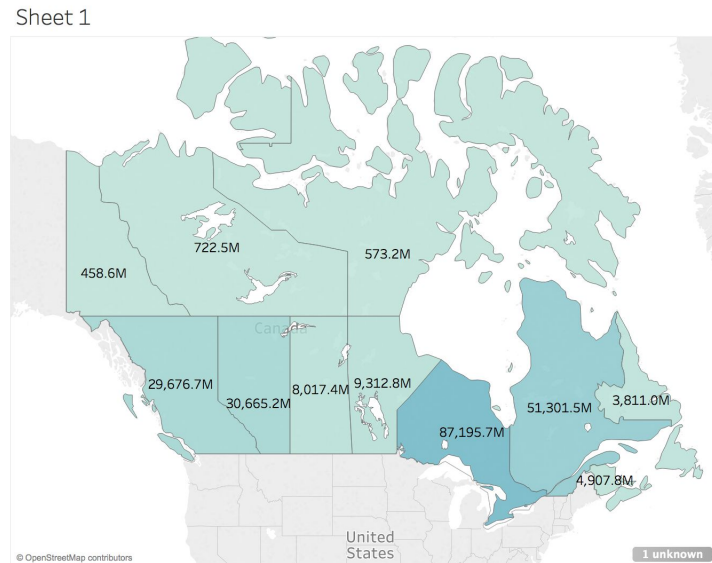 Sheet 1
722.5M
573.2M
458.6M
Canada
29,676.7M
30,665.2M
8,017.4M
9,312.8M
87,195.7M
51,301.5M
3,811.0M
4,907.8M
United
States
© OpenStreetMap contributors
1 unknown